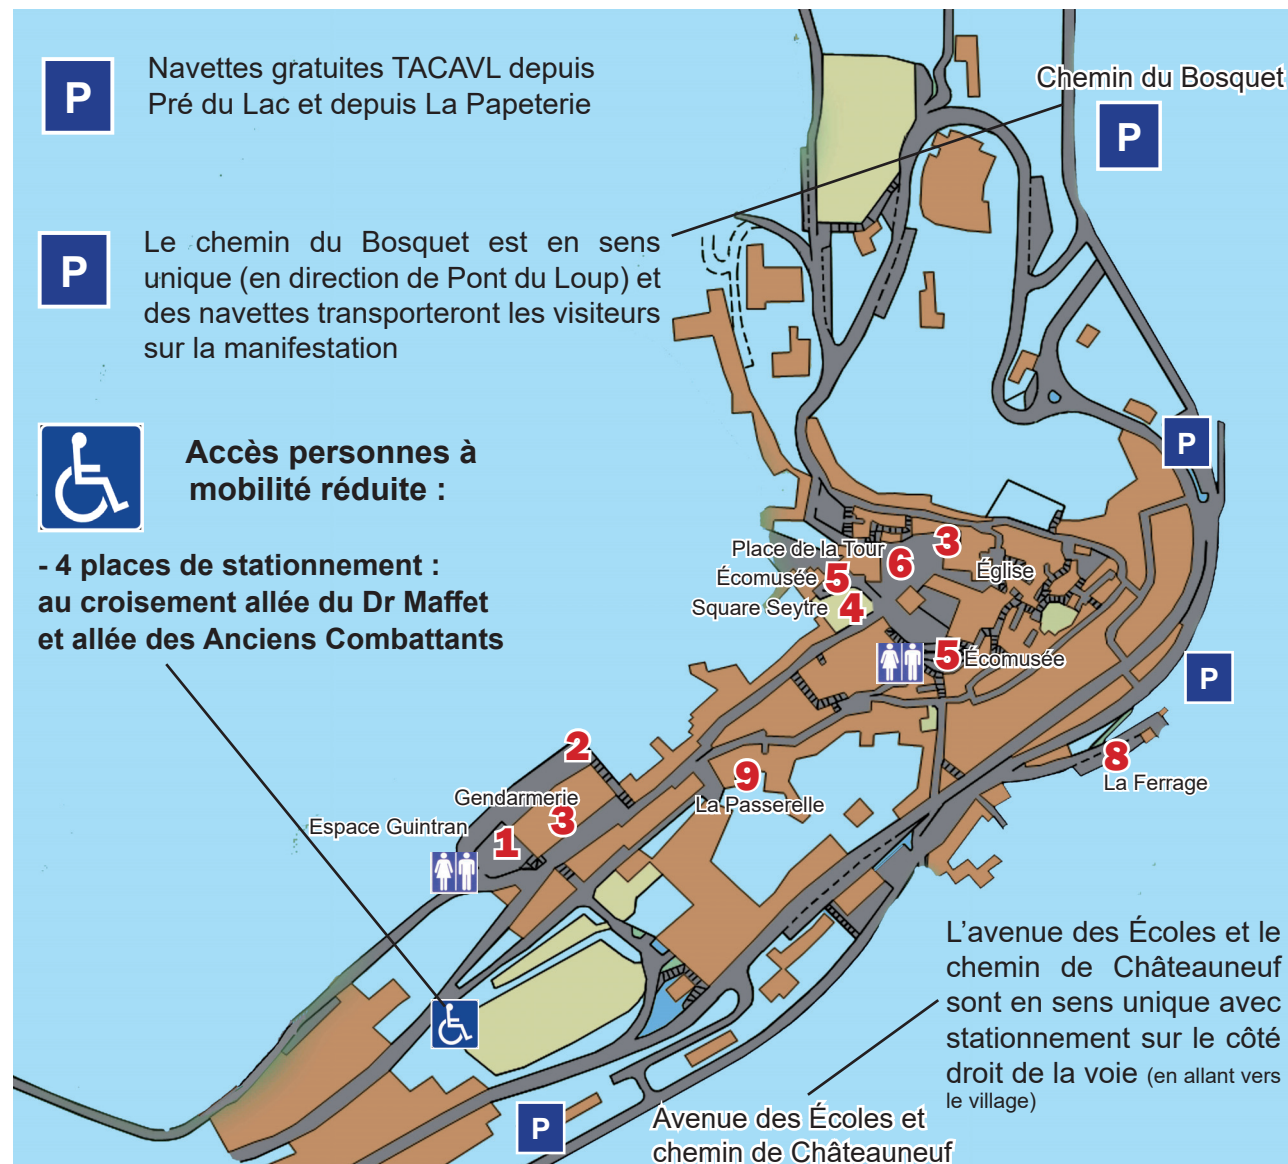 P
Navettes gratuites TACAVL depuis
Pré du Lac et depuis La Papeterie
Chemin du Bosquet
P
P
Le chemin du Bosquet est en sens
unique (en direction de Pont du Loup) et
des navettes transporteront les visiteurs
sur la manifestation
Accès personnes à
mobilité réduite :
- 4 places de stationnement :
au croisement allée du Dr Maffet
et allée des Anciens Combattants
P
3
Place de la Tour
6
Église
Écomusée
5
Square Seytre
4
5
Écomusée
P
2
8
La Ferrage
9
La Passerelle
Gendarmerie
3
Espace Guintran
1
L'avenue des Écoles et le
chemin de Châteauneuf
sont en sens unique avec
stationnement sur le côté
droit de la voie (en allant vers
le village)
P
Avenue des Écoles et
chemin de Châteauneuf